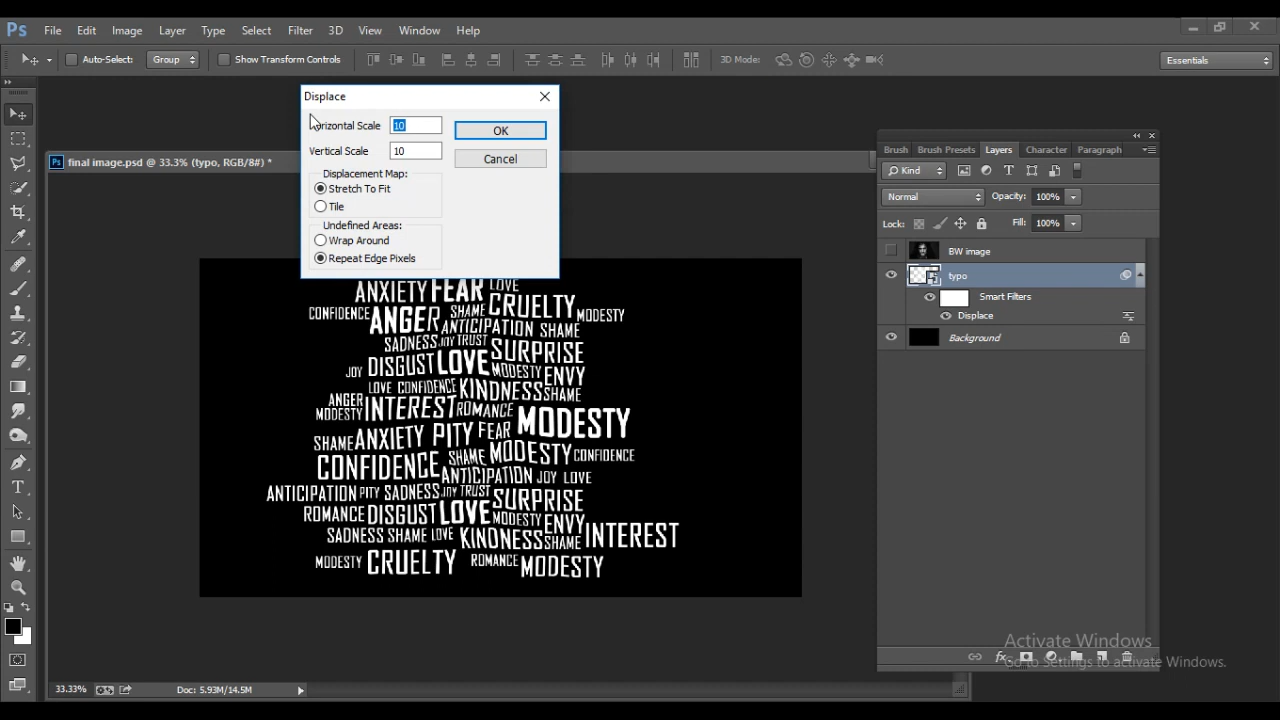 Ps File Edit Image Layer Type Select Filter 3D View Window Help
Auto-Select: Group Show Transform Controls 3D Mode: Essentials
Displace
Horizontal Scale 10 OK
Vertical Scale 10 Cancel
Displacement Map:
Stretch To Fit
Tile
Undefined Areas:
Wrap Around
Repeat Edge Pixels
Ps final image.psd @ 33.3% (typo, RGB/8#) *
ANXIETY FEAR LOVE
CONFIDENCE ANGER SHAME CRUELTY MODESTY
ANTICIPATION SHAME
SADNESS JOY TRUST SURPRISE
JOY DISGUST LOVE MODESTY ENVY
LOVE CONFIDENCE KINDNESS SHAME
ANGER
MODESTY INTEREST ROMANCE MODESTY
SHAME ANXIETY PITY FEAR
CONFIDENCE SHAME MODESTY CONFIDENCE
ANTICIPATION JOY LOVE
ANTICIPATION PITY SADNESS JOY TRUST SURPRISE
ROMANCE DISGUST LOVE MODESTY ENVY
SADNESS SHAME LOVE KINDNESS SHAME INTEREST
MODESTY CRUELTY ROMANCE MODESTY
Brush Brush Presets Layers Character Paragraph
Kind
Normal Opacity: 100%
Lock: Fill: 100%
BW image
typo
Smart Filters
Displace
Background
Activate Windows
Go to Settings to activate Windows.
33.33% Doc: 5.93M/14.5M